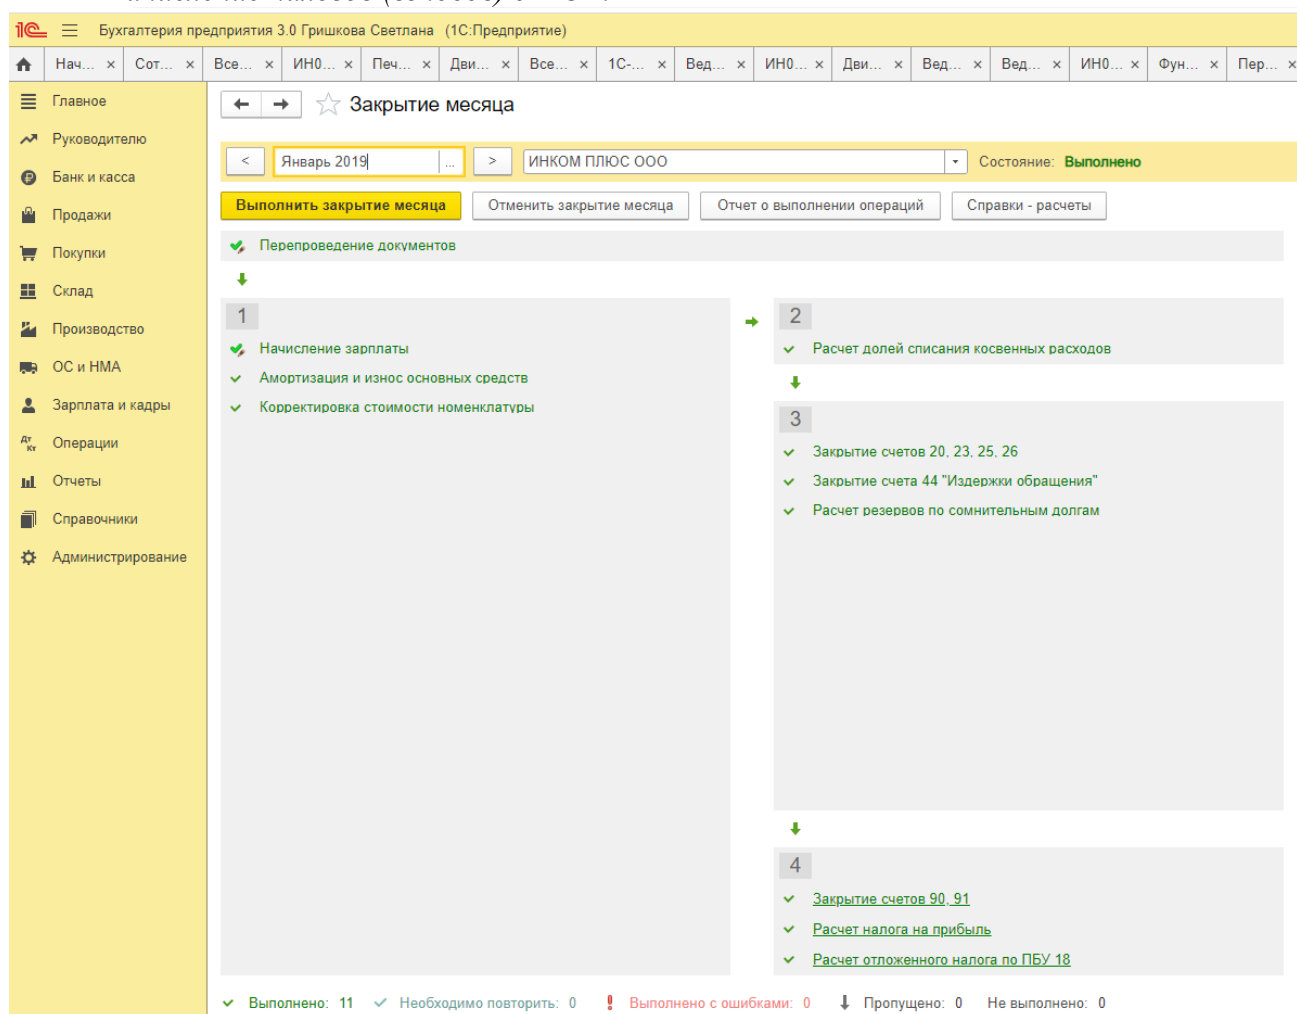 Бухгалтерия предприятия 3.0 Гришкова Светлана (1С:Предприятие)
Нач... × Сот... × Все... × ИН0... × Печ... × Дви... × Все... × 1С-... × Вед... × ИН0... × Дви... × Вед... × Вед... × ИН0... × Фун... × Пер... ×
Главное
Руководителю
Банк и касса
Продажи
Покупки
Склад
Производство
ОС и НМА
Зарплата и кадры
Операции
Отчеты
Справочники
Администрирование
Закрытие месяца
< Январь 2019 ... > ИНКОМ ПЛЮС ООО Состояние: Выполнено
Выполнить закрытие месяца Отменить закрытие месяца Отчет о выполнении операций Справки - расчеты
Перепроведение документов
1
Начисление зарплаты
Амортизация и износ основных средств
Корректировка стоимости номенклатуры
2
Расчет долей списания косвенных расходов
3
Закрытие счетов 20, 23, 25, 26
Закрытие счета 44 "Издержки обращения"
Расчет резервов по сомнительным долгам
4
Закрытие счетов 90, 91
Расчет налога на прибыль
Расчет отложенного налога по ПБУ 18
Выполнено: 11 Необходимо повторить: 0 Выполнено с ошибками: 0 Пропущено: 0 Не выполнено: 0